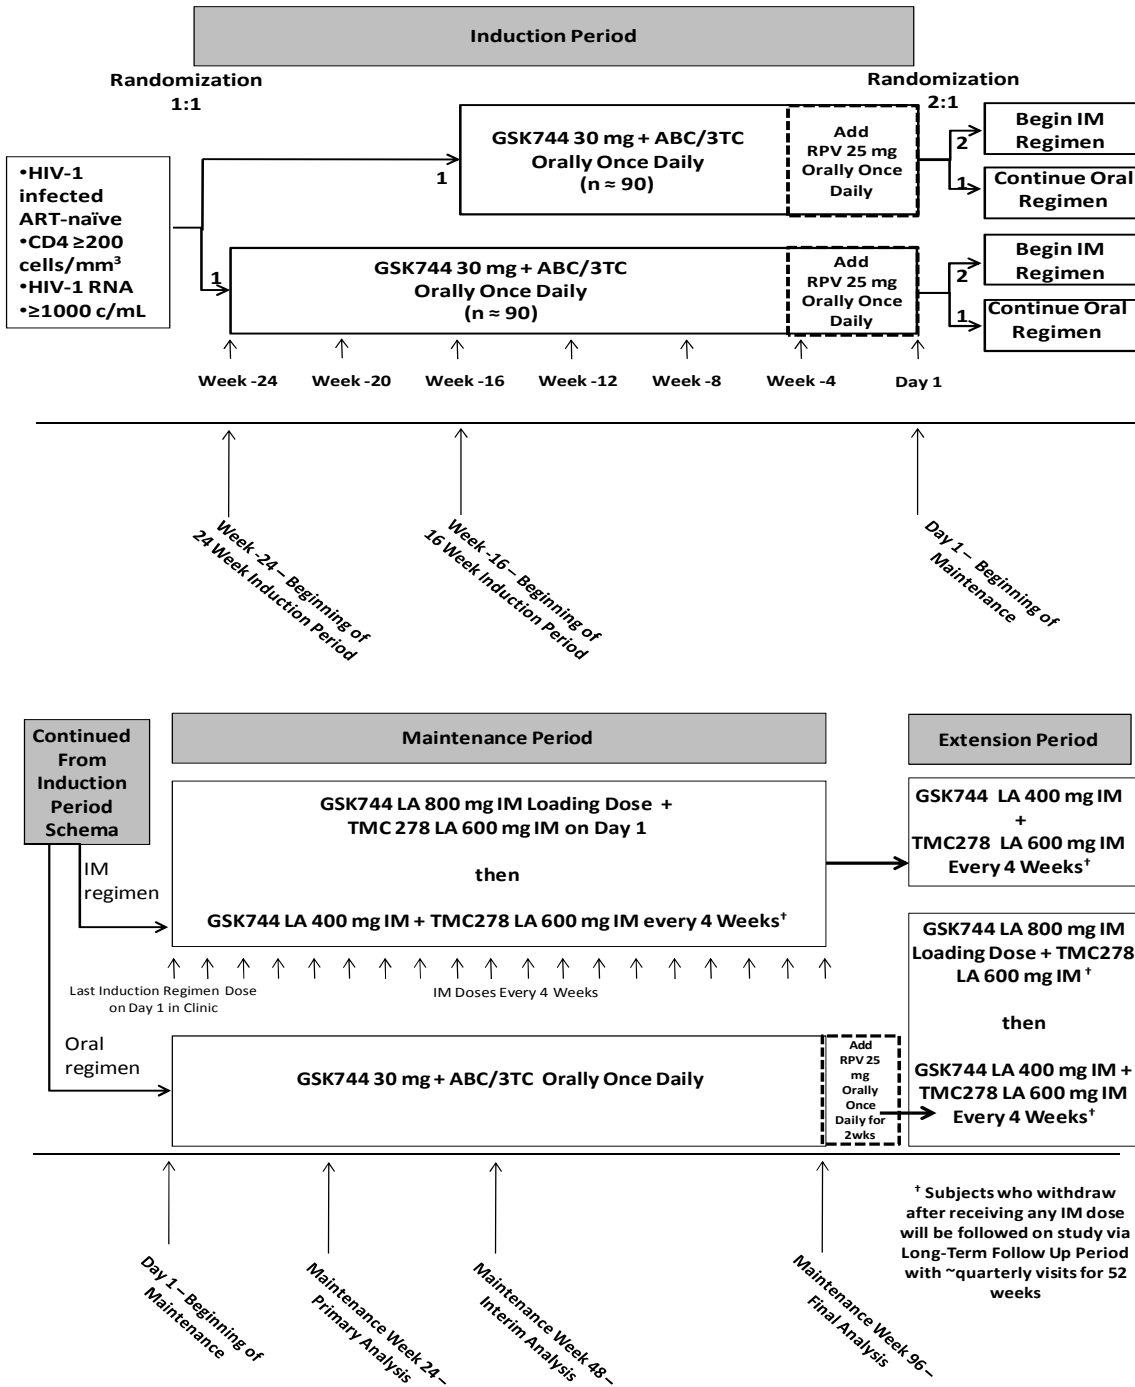 Induction Period
Randomization
1:1
Randomization
2:1
•HIV-1
infected
ART-naïve
•CD4 ≥200
cells/mm³
•HIV-1 RNA
•≥1000 c/mL
1
GSK744 30 mg + ABC/3TC
Orally Once Daily
(n ≈ 90)
Add
RPV 25 mg
Orally Once
Daily
2
Begin IM
Regimen
1
Continue Oral
Regimen
1
GSK744 30 mg + ABC/3TC
Orally Once Daily
(n ≈ 90)
Add
RPV 25 mg
Orally Once
Daily
2
Begin IM
Regimen
1
Continue Oral
Regimen
Week -24
Week -20
Week -16
Week -12
Week -8
Week -4
Day 1
Week -24 – Beginning of
24 Week Induction Period
Week -16 – Beginning of
16 Week Induction Period
Day 1 – Beginning of
Maintenance
Continued
From
Induction
Period
Schema
Maintenance Period
Extension Period
IM
regimen
GSK744 LA 800 mg IM Loading Dose +
TMC 278 LA 600 mg IM on Day 1
then
GSK744 LA 400 mg IM + TMC278 LA 600 mg IM every 4 Weeks†
GSK744 LA 400 mg IM
+
TMC278 LA 600 mg IM
Every 4 Weeks†
Last Induction Regimen Dose
on Day 1 in Clinic
IM Doses Every 4 Weeks
Oral
regimen
GSK744 30 mg + ABC/3TC Orally Once Daily
Add
RPV 25
mg
Orally
Once
Daily for
2wks
GSK744 LA 800 mg IM
Loading Dose + TMC278
LA 600 mg IM †
then
GSK744 LA 400 mg IM +
TMC278 LA 600 mg IM
Every 4 Weeks†
Day 1 – Beginning of
Maintenance
Maintenance Week 24 –
Primary Analysis
Maintenance Week 48 –
Interim Analysis
Maintenance Week 96 –
Final Analysis
† Subjects who withdraw
after receiving any IM dose
will be followed on study via
Long-Term Follow Up Period
with ~quarterly visits for 52
weeks